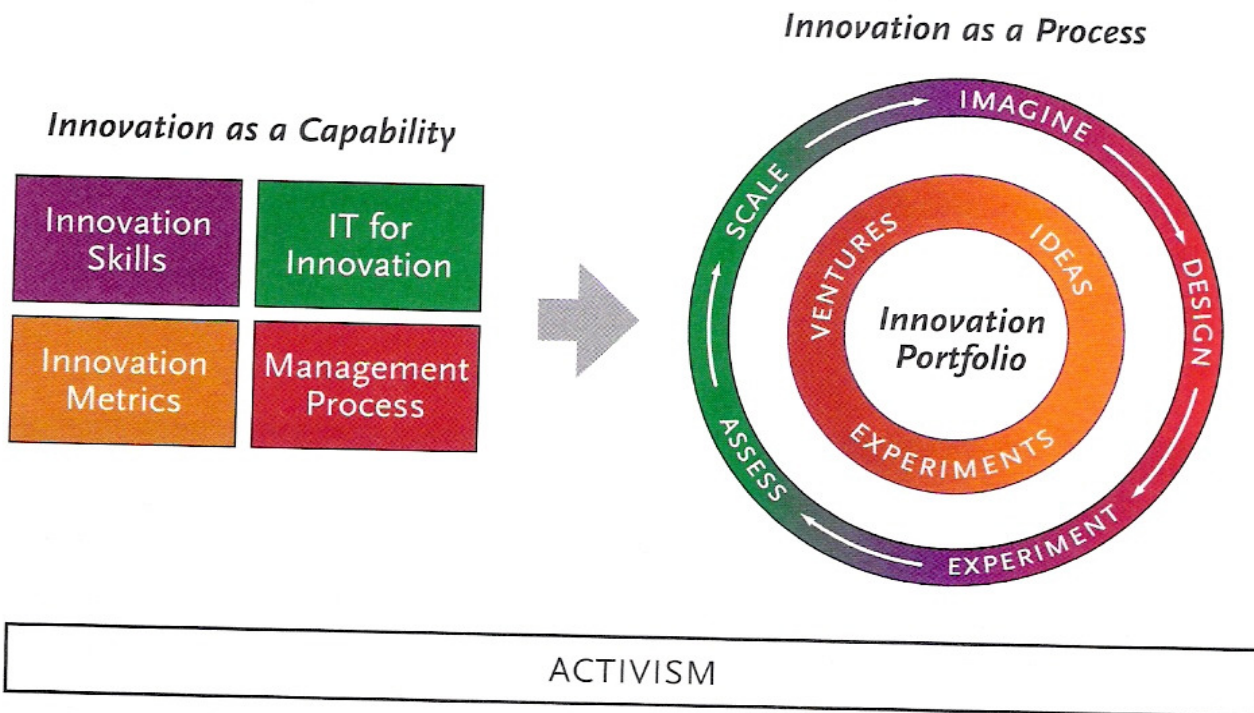 Innovation as a Process
Innovation as a Capability
Innovation
Skills
IT for
Innovation
Innovation
Metrics
Management
Process
IMAGINE
DESIGN
EXPERIMENT
ASSESS
SCALE
IDEAS
EXPERIMENTS
VENTURES
Innovation
Portfolio
ACTIVISM